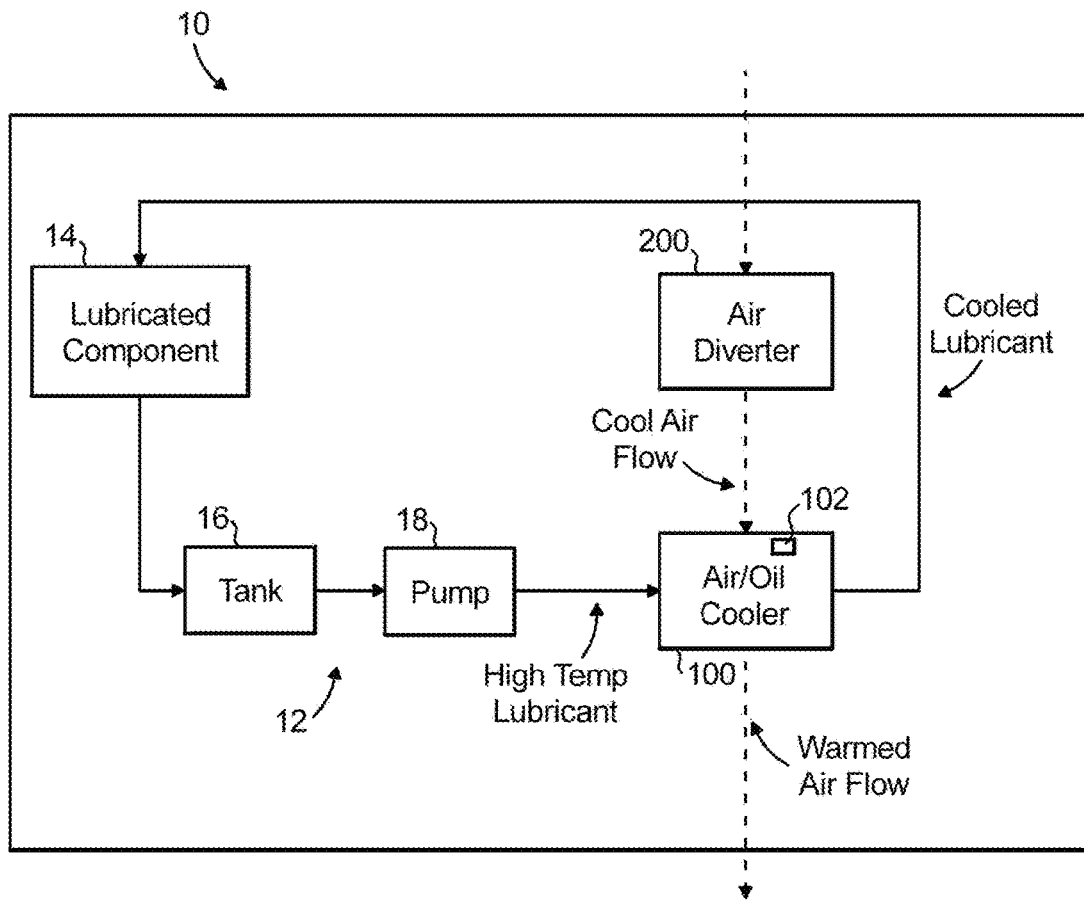 10
14
Lubricated
Component
200
Air
Diverter
Cooled
Lubricant
Cool Air
Flow
16
Tank
18
Pump
102
Air/Oil
Cooler
100
High Temp
Lubricant
12
Warmed
Air Flow